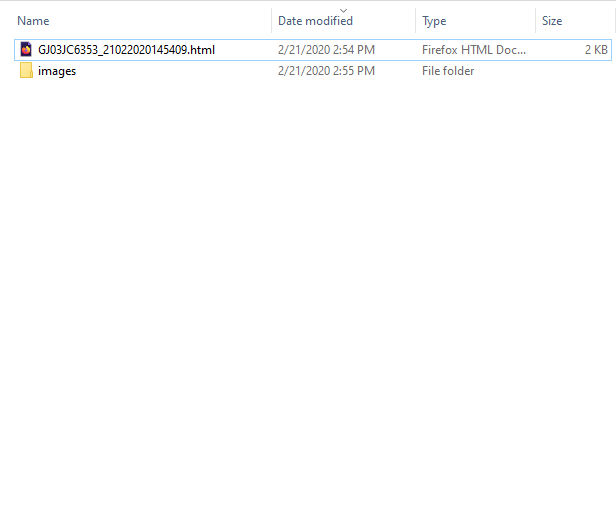 Name Date modified Type Size
GJ03JC6353_21022020145409.html 2/21/2020 2:54 PM Firefox HTML Doc... 2 KB
images 2/21/2020 2:55 PM File folder